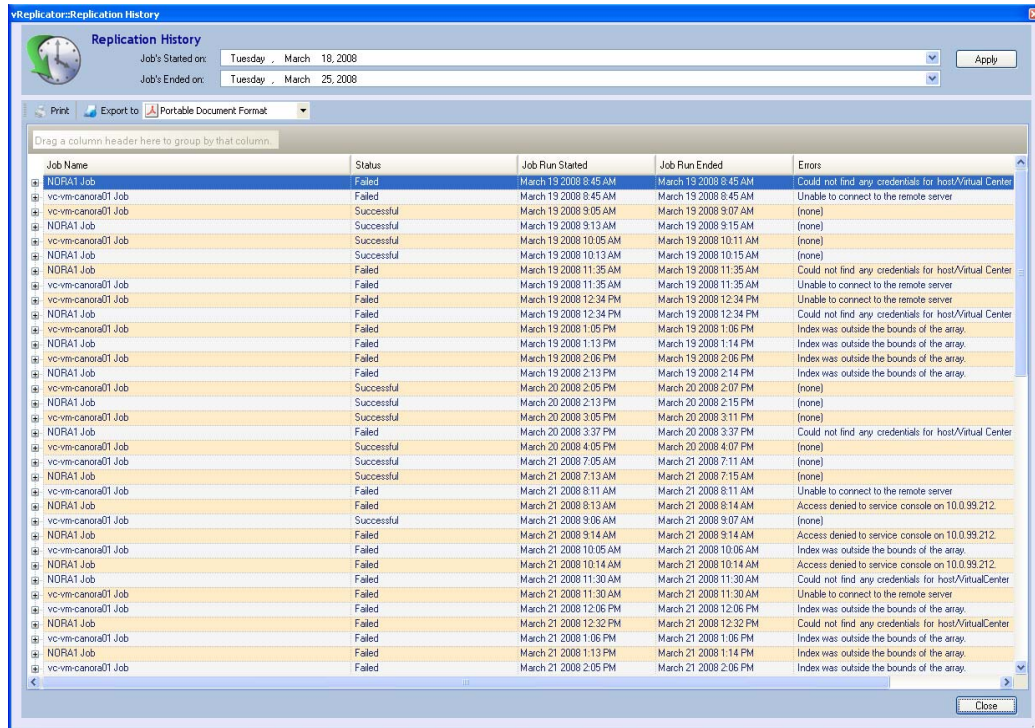 vReplicator::Replication History
Replication History
Job's Started on: Tuesday , March 18, 2008 Apply
Job's Ended on: Tuesday , March 25, 2008
Print Export to Portable Document Format
Drag a column header here to group by that column.
Job Name Status Job Run Started Job Run Ended Errors
NORA1 Job Failed March 19 2008 8:45 AM March 19 2008 8:45 AM Could not find any credentials for host/Virtual Center
vc-vm-canora01 Job Failed March 19 2008 8:45 AM March 19 2008 8:45 AM Unable to connect to the remote server
vc-vm-canora01 Job Successful March 19 2008 9:05 AM March 19 2008 9:07 AM (none)
NORA1 Job Successful March 19 2008 9:13 AM March 19 2008 9:15 AM (none)
vc-vm-canora01 Job Successful March 19 2008 10:05 AM March 19 2008 10:11 AM (none)
NORA1 Job Successful March 19 2008 10:13 AM March 19 2008 10:15 AM (none)
NORA1 Job Failed March 19 2008 11:35 AM March 19 2008 11:35 AM Could not find any credentials for host/Virtual Center
vc-vm-canora01 Job Failed March 19 2008 11:35 AM March 19 2008 11:35 AM Unable to connect to the remote server
vc-vm-canora01 Job Failed March 19 2008 12:34 PM March 19 2008 12:34 PM Unable to connect to the remote server
NORA1 Job Failed March 19 2008 12:34 PM March 19 2008 12:34 PM Could not find any credentials for host/Virtual Center
vc-vm-canora01 Job Failed March 19 2008 1:05 PM March 19 2008 1:06 PM Index was outside the bounds of the array.
NORA1 Job Failed March 19 2008 1:13 PM March 19 2008 1:14 PM Index was outside the bounds of the array.
vc-vm-canora01 Job Failed March 19 2008 2:06 PM March 19 2008 2:06 PM Index was outside the bounds of the array.
NORA1 Job Failed March 19 2008 2:13 PM March 19 2008 2:14 PM Index was outside the bounds of the array.
vc-vm-canora01 Job Successful March 20 2008 2:05 PM March 20 2008 2:07 PM (none)
NORA1 Job Successful March 20 2008 2:13 PM March 20 2008 2:15 PM (none)
vc-vm-canora01 Job Successful March 20 2008 3:05 PM March 20 2008 3:11 PM (none)
NORA1 Job Failed March 20 2008 3:37 PM March 20 2008 3:37 PM Could not find any credentials for host/Virtual Center
vc-vm-canora01 Job Successful March 20 2008 4:05 PM March 20 2008 4:07 PM (none)
vc-vm-canora01 Job Successful March 21 2008 7:05 AM March 21 2008 7:11 AM (none)
NORA1 Job Successful March 21 2008 7:13 AM March 21 2008 7:15 AM (none)
vc-vm-canora01 Job Failed March 21 2008 8:11 AM March 21 2008 8:11 AM Unable to connect to the remote server
NORA1 Job Failed March 21 2008 8:13 AM March 21 2008 8:14 AM Access denied to service console on 10.0.99.212.
vc-vm-canora01 Job Successful March 21 2008 9:06 AM March 21 2008 9:07 AM (none)
NORA1 Job Failed March 21 2008 9:14 AM March 21 2008 9:14 AM Access denied to service console on 10.0.99.212.
vc-vm-canora01 Job Failed March 21 2008 10:05 AM March 21 2008 10:06 AM Index was outside the bounds of the array.
NORA1 Job Failed March 21 2008 10:14 AM March 21 2008 10:14 AM Access denied to service console on 10.0.99.212.
NORA1 Job Failed March 21 2008 11:30 AM March 21 2008 11:30 AM Could not find any credentials for host/VirtualCenter
vc-vm-canora01 Job Failed March 21 2008 11:30 AM March 21 2008 11:30 AM Unable to connect to the remote server
vc-vm-canora01 Job Failed March 21 2008 12:06 PM March 21 2008 12:06 PM Index was outside the bounds of the array.
NORA1 Job Failed March 21 2008 12:32 PM March 21 2008 12:32 PM Could not find any credentials for host/VirtualCenter
vc-vm-canora01 Job Failed March 21 2008 1:06 PM March 21 2008 1:06 PM Index was outside the bounds of the array.
NORA1 Job Failed March 21 2008 1:13 PM March 21 2008 1:14 PM Index was outside the bounds of the array.
vc-vm-canora01 Job Failed March 21 2008 2:05 PM March 21 2008 2:06 PM Index was outside the bounds of the array.
Close